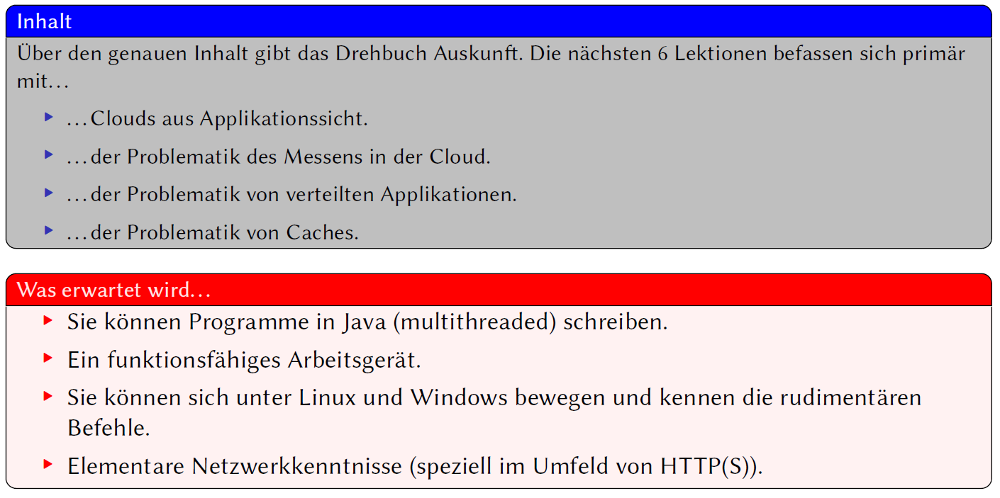 Inhalt
Über den genauen Inhalt gibt das Drehbuch Auskunft. Die nächsten 6 Lektionen befassen sich primär
mit…
…Clouds aus Applikationssicht.
…der Problematik des Messens in der Cloud.
…der Problematik von verteilten Applikationen.
…der Problematik von Caches.
Was erwartet wird…
Sie können Programme in Java (multithreaded) schreiben.
Ein funktionsfähiges Arbeitsgerät.
Sie können sich unter Linux und Windows bewegen und kennen die rudimentären
Befehle.
Elementare Netzwerkkenntnisse (speziell im Umfeld von HTTP(S)).